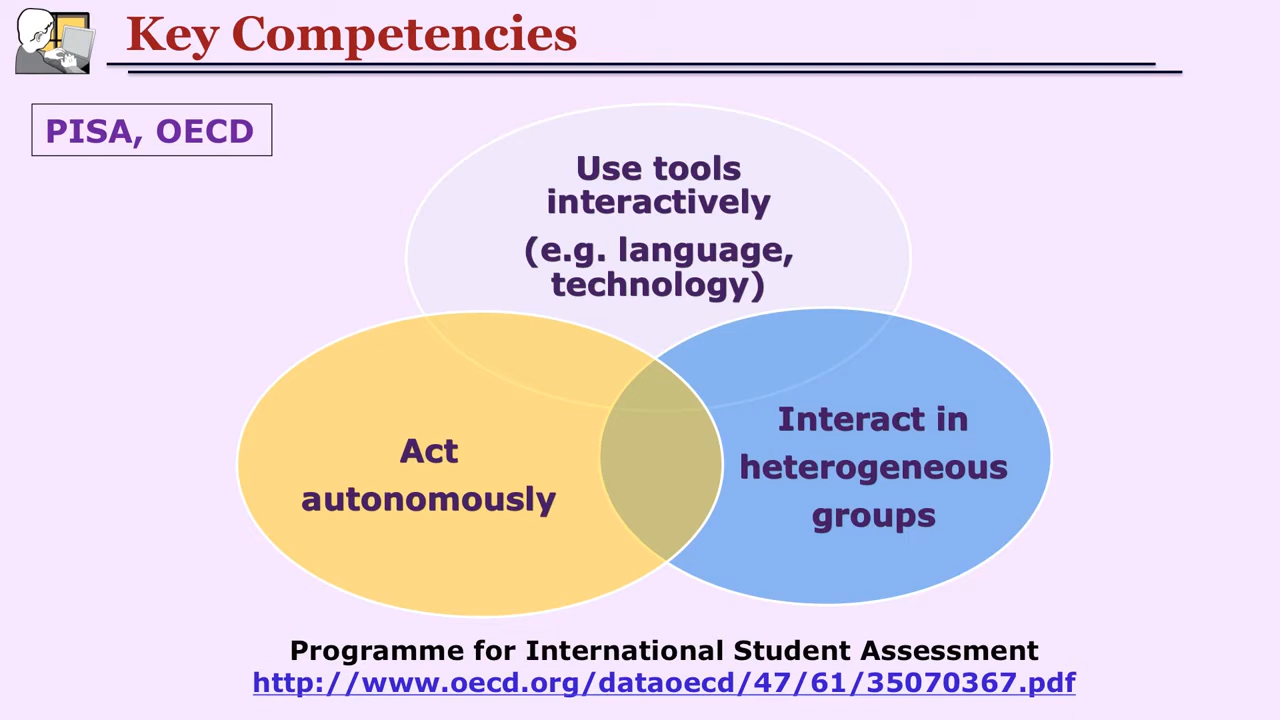 Key Competencies
PISA, OECD
Use tools
interactively
(e.g. language,
technology)
Act
autonomously
Interact in
heterogeneous
groups
Programme for International Student Assessment
http://www.oecd.org/dataoecd/47/61/35070367.pdf